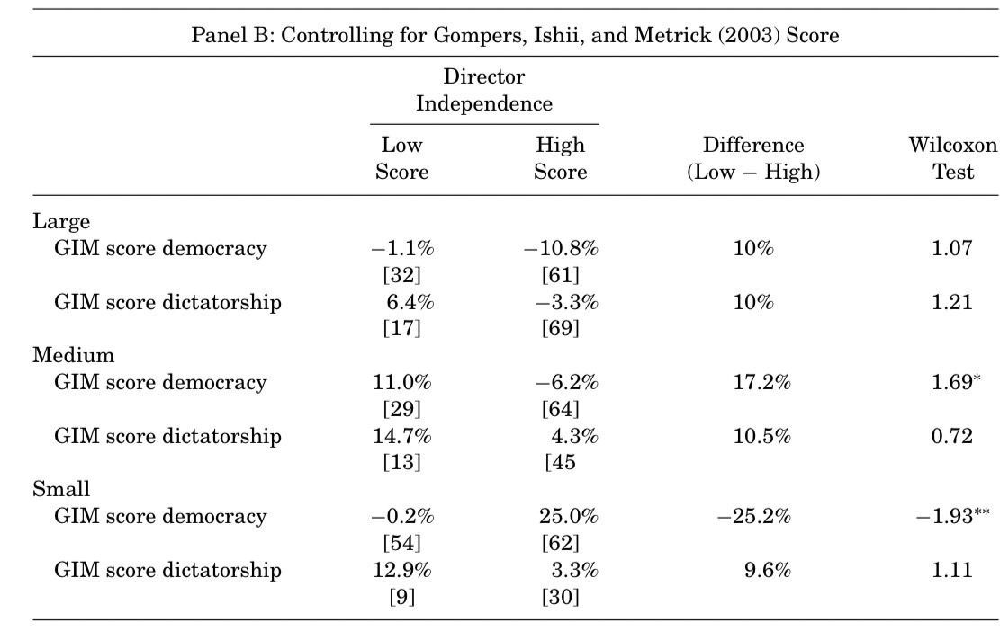 Panel B: Controlling for Gompers, Ishii, and Metrick (2003) Score
Director
Independence
Low High Difference Wilcoxon
Score Score (Low − High) Test
Large
GIM score democracy −1.1% −10.8% 10% 1.07
[32] [61]
GIM score dictatorship 6.4% −3.3% 10% 1.21
[17] [69]
Medium
GIM score democracy 11.0% −6.2% 17.2% 1.69*
[29] [64]
GIM score dictatorship 14.7% 4.3% 10.5% 0.72
[13] [45
Small
GIM score democracy −0.2% 25.0% −25.2% −1.93**
[54] [62]
GIM score dictatorship 12.9% 3.3% 9.6% 1.11
[9] [30]